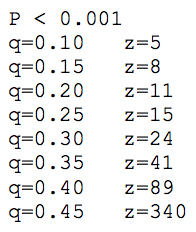 P < 0.001
q=0.10   z=5
q=0.15   z=8
q=0.20   z=11
q=0.25   z=15
q=0.30   z=24
q=0.35   z=41
q=0.40   z=89
q=0.45   z=340